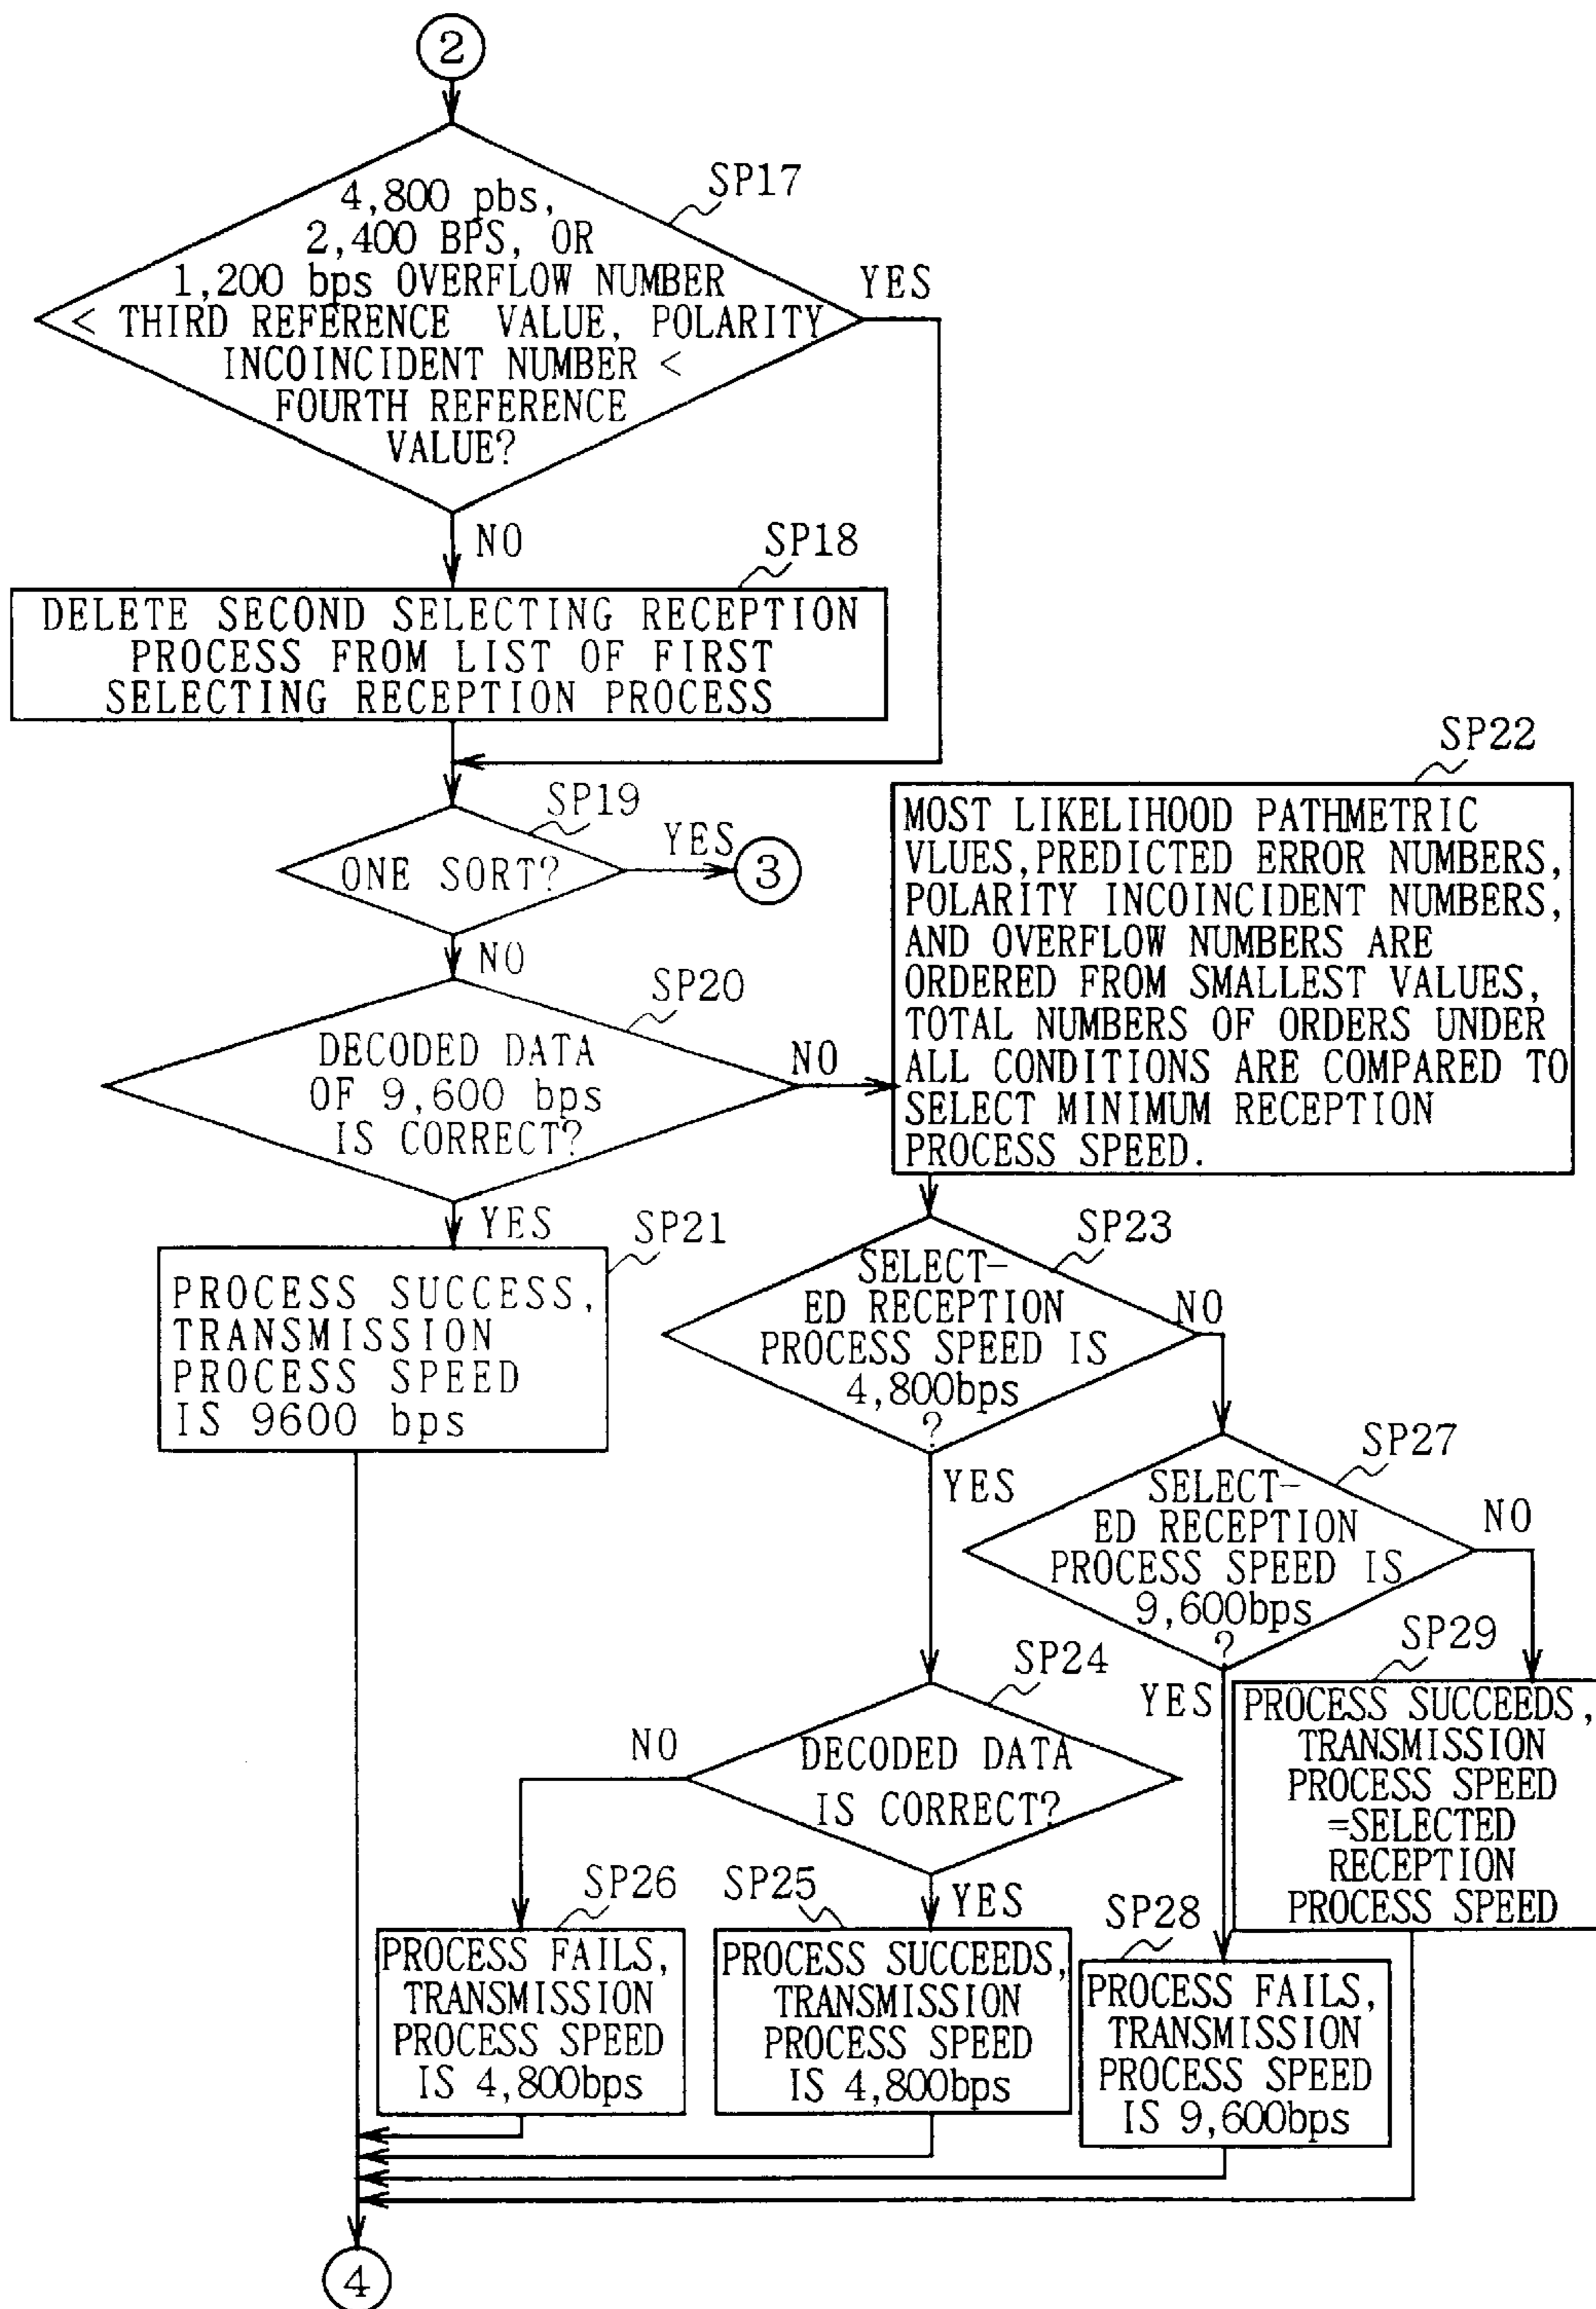 2
SP17
4,800 pbs,
2,400 BPS, OR
1,200 bps OVERFLOW NUMBER
< THIRD REFERENCE VALUE, POLARITY
INCOINCIDENT NUMBER <
FOURTH REFERENCE
VALUE?
YES
NO
SP18
DELETE SECOND SELECTING RECEPTION
PROCESS FROM LIST OF FIRST
SELECTING RECEPTION PROCESS
SP19
ONE SORT?
YES
3
NO
SP20
DECODED DATA
OF 9,600 bps
IS CORRECT?
NO
YES
SP22
MOST LIKELIHOOD PATHMETRIC
VLUES,PREDICTED ERROR NUMBERS,
POLARITY INCOINCIDENT NUMBERS,
AND OVERFLOW NUMBERS ARE
ORDERED FROM SMALLEST VALUES,
TOTAL NUMBERS OF ORDERS UNDER
ALL CONDITIONS ARE COMPARED TO
SELECT MINIMUM RECEPTION
PROCESS SPEED.
SP21
PROCESS SUCCESS,
TRANSMISSION
PROCESS SPEED
IS 9600 bps
SP23
SELECT-
ED RECEPTION
PROCESS SPEED IS
4,800bps
?
NO
YES
SP27
SELECT-
ED RECEPTION
PROCESS SPEED IS
9,600bps
?
NO
YES
SP24
DECODED DATA
IS CORRECT?
NO
YES
SP29
PROCESS SUCCEEDS,
TRANSMISSION
PROCESS SPEED
=SELECTED
RECEPTION
PROCESS SPEED
SP26
PROCESS FAILS,
TRANSMISSION
PROCESS SPEED
IS 4,800bps
SP25
PROCESS SUCCEEDS,
TRANSMISSION
PROCESS SPEED
IS 4,800bps
SP28
PROCESS FAILS,
TRANSMISSION
PROCESS SPEED
IS 9,600bps
4